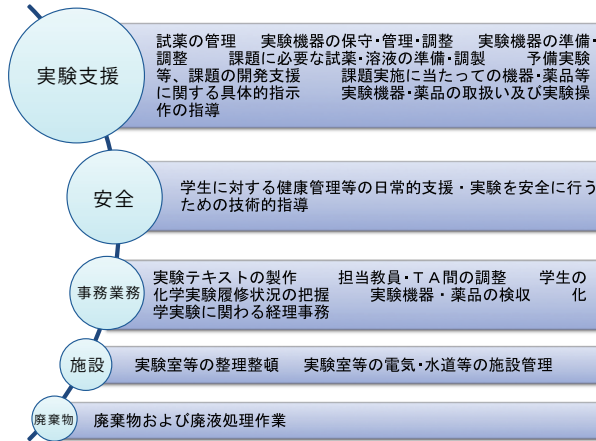 実験支援
試薬の管理　実験機器の保守･管理･調整　実験機器の準備･
調整　課題に必要な試薬･溶液の準備･調製　予備実験
等、課題の開発支援　課題実施に当たっての機器･薬品等
に関する具体的指示　実験機器･薬品の取扱い及び実験操
作の指導
安全
学生に対する健康管理等の日常的支援・実験を安全に行う
ための技術的指導
事務業務
実験テキストの製作　担当教員･ＴＡ間の調整　学生の
化学実験履修状況の把握　実験機器・薬品の検収　化
学実験に関わる経理事務
施設
実験室等の整理整頓　実験室等の電気･水道等の施設管理
廃棄物
廃棄物および廃液処理作業